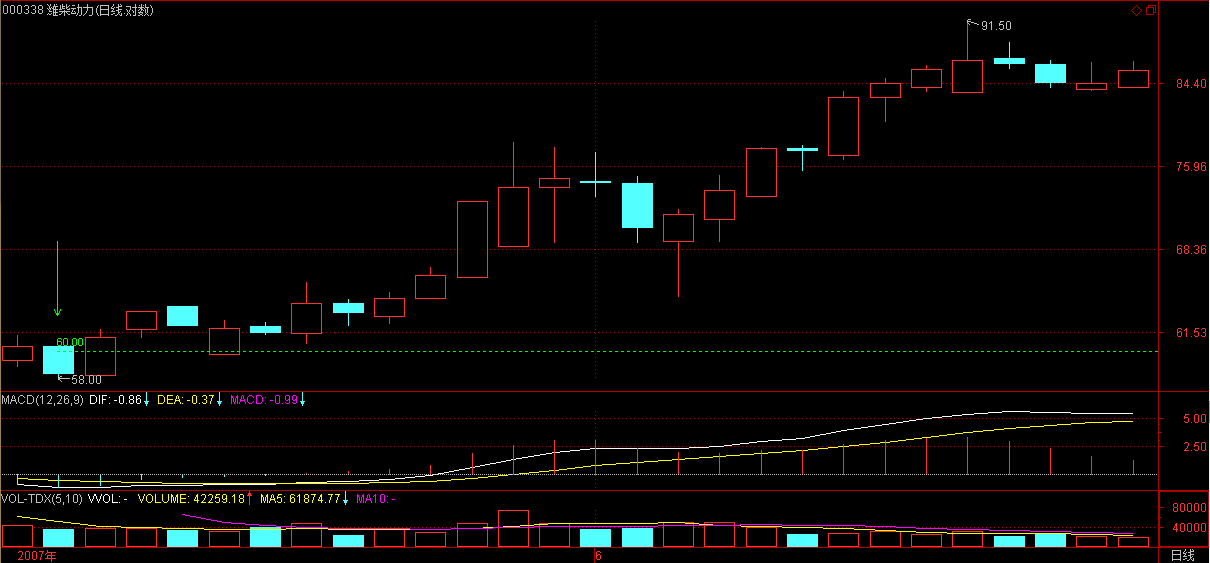 000338 潍柴动力(日线.对数)
91.50
84.40
75.96
68.36
61.53
60.00
58.00
MACD(12,26,9) DIF: -0.86 DEA: -0.37 MACD: -0.99
5.00
2.50
VOL-TDX(5,10) VVOL: - VOLUME: 42259.18 MA5: 61874.77 MA10: -
80000
40000
2007年 6 日线